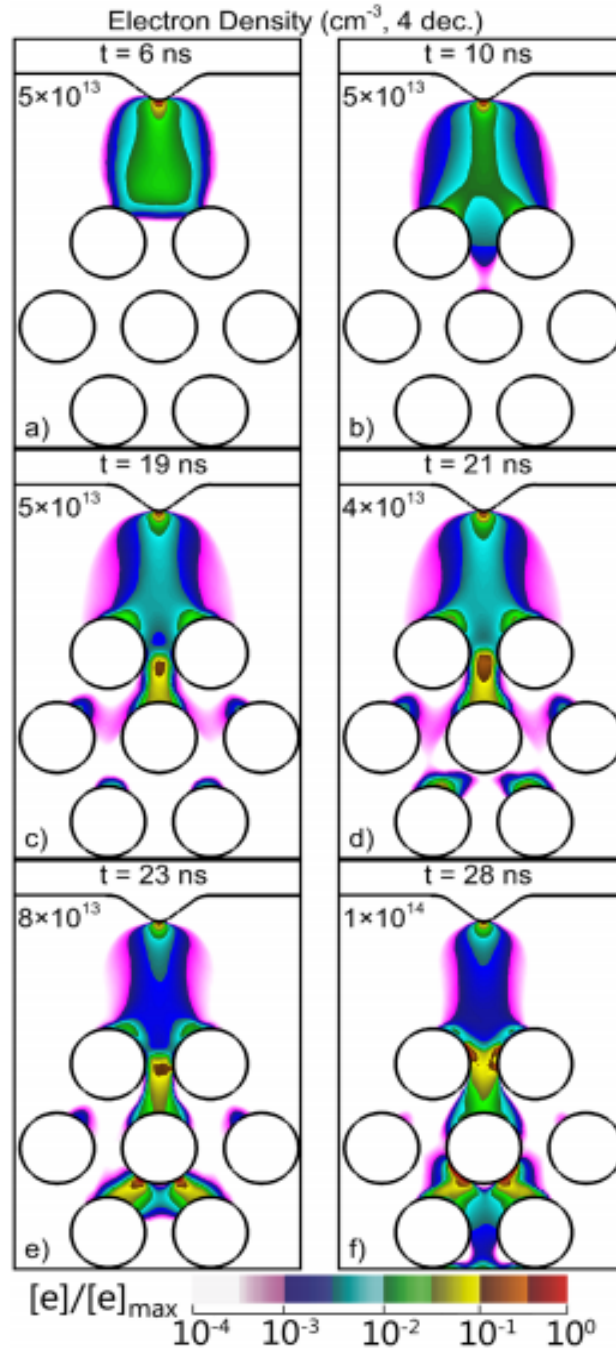 Electron Density (cm⁻³, 4 dec.)
t = 6 ns
t = 10 ns
5×10¹³
5×10¹³
a)
b)
t = 19 ns
t = 21 ns
5×10¹³
4×10¹³
c)
d)
t = 23 ns
t = 28 ns
8×10¹³
1×10¹⁴
e)
f)
[e]/[e]max
10⁻⁴ 10⁻³ 10⁻² 10⁻¹ 10⁰